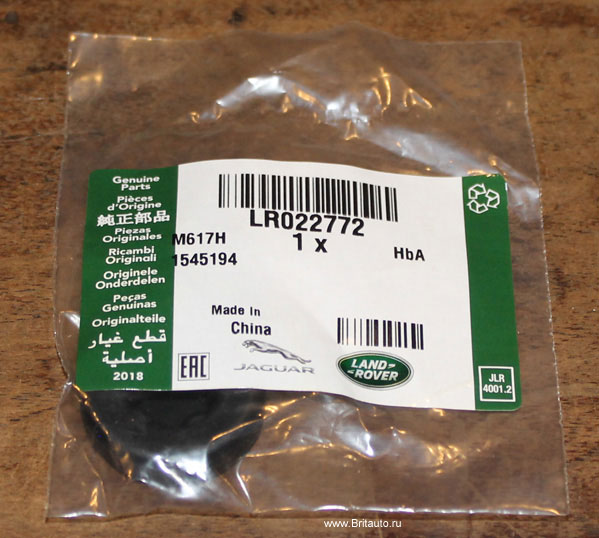 Genuine
Parts
Pièces
d'Origine
純正部品
Piezas
Originales
Ricambi
Originali
Originele
Onderdelen
Peças
Genuinas
Originalteile
قطع غيار
أصلية
2018
LR022772
1 x
M617H
HbA
1545194
Made In
China
EAC
JAGUAR
LAND-
-ROVER
JLR
4001.2
www.Britauto.ru